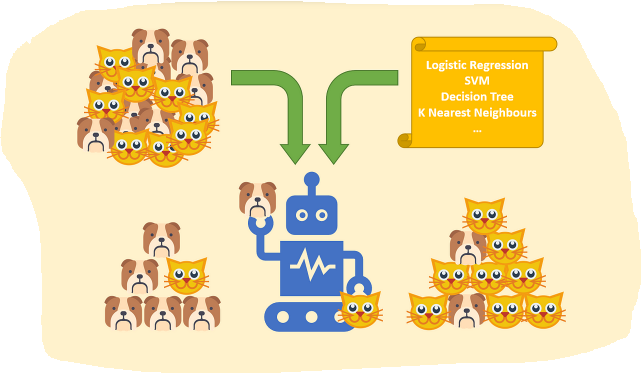 Logistic Regression
SVM
Decision Tree
K Nearest Neighbours
...